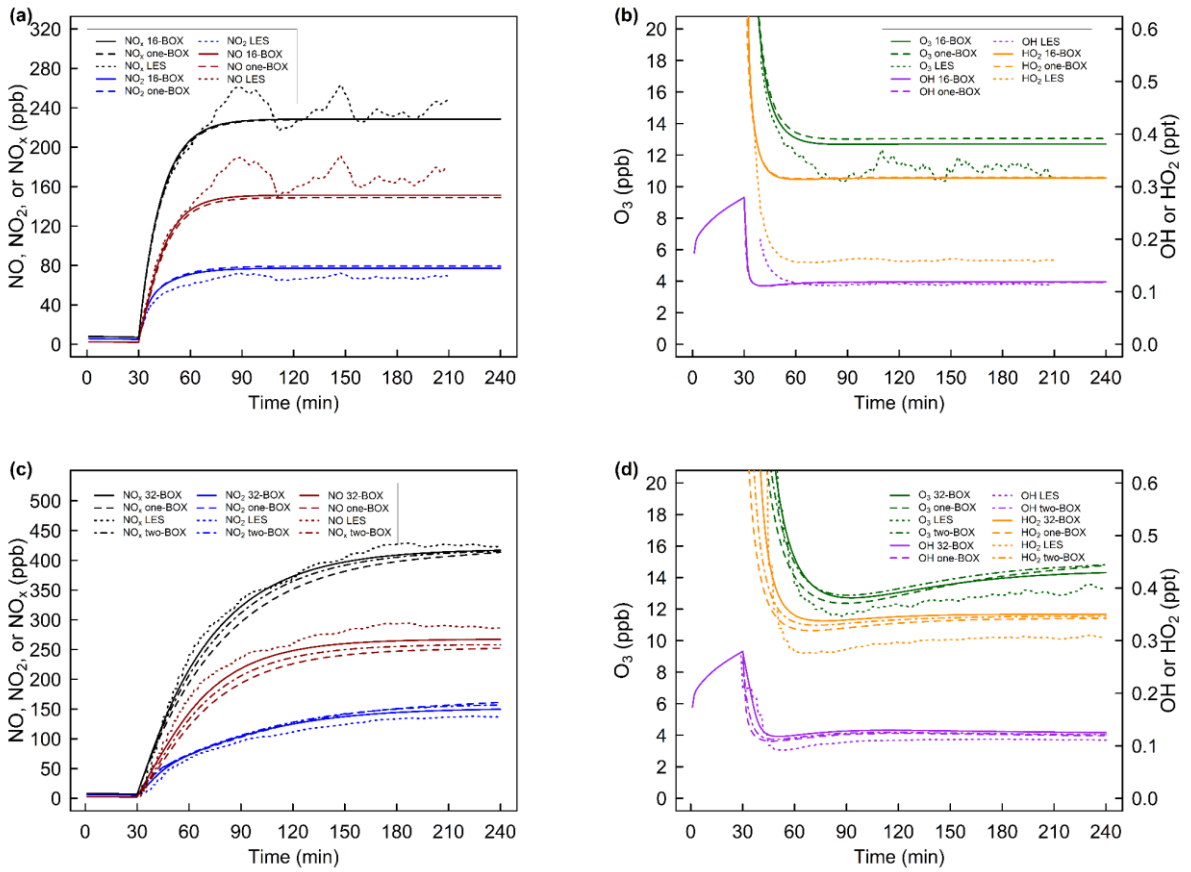 (a)
NO, NO₂, or NOₓ (ppb)
320
280
240
200
160
120
80
40
0
NOₓ 16-BOX
NOₓ one-BOX
NOₓ LES
NO₂ 16-BOX
NO₂ one-BOX
NO₂ LES
NO 16-BOX
NO one-BOX
NO LES
0 30 60 90 120 150 180 210 240
Time (min)
(b)
O₃ (ppb)
20
18
16
14
12
10
8
6
4
2
0
O₃ 16-BOX
O₃ one-BOX
O₃ LES
OH 16-BOX
OH one-BOX
OH LES
HO₂ 16-BOX
HO₂ one-BOX
HO₂ LES
0.6
0.5
0.4
0.3
0.2
0.1
0.0
OH or HO₂ (ppt)
0 30 60 90 120 150 180 210 240
Time (min)
(c)
NO, NO₂, or NOₓ (ppb)
500
450
400
350
300
250
200
150
100
50
0
NOₓ 32-BOX
NOₓ one-BOX
NOₓ LES
NOₓ two-BOX
NO₂ 32-BOX
NO₂ one-BOX
NO₂ LES
NO₂ two-BOX
NO 32-BOX
NO one-BOX
NO LES
NOₓ two-BOX
0 30 60 90 120 150 180 210 240
Time (min)
(d)
O₃ (ppb)
20
18
16
14
12
10
8
6
4
2
0
O₃ 32-BOX
O₃ one-BOX
O₃ LES
O₃ two-BOX
OH 32-BOX
OH one-BOX
OH LES
OH two-BOX
HO₂ 32-BOX
HO₂ one-BOX
HO₂ LES
HO₂ two-BOX
0.6
0.5
0.4
0.3
0.2
0.1
0.0
OH or HO₂ (ppt)
0 30 60 90 120 150 180 210 240
Time (min)